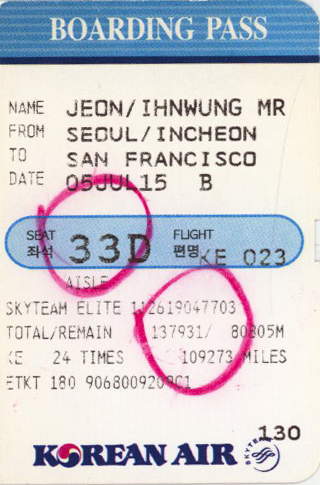 BOARDING PASS
NAME JEON/IHNWUNG MR
FROM SEOUL/INCHEON
TO SAN FRANCISCO
DATE 05JUL15 B
SEAT 좌석 33D FLIGHT 편명 KE 023
AISLE
SKYTEAM ELITE 112619047703
TOTAL/REMAIN 137931/ 80805M
KE 24 TIMES 109273 MILES
ETKT 180 9068009209C1
130
KOREAN AIR SKYTEAM